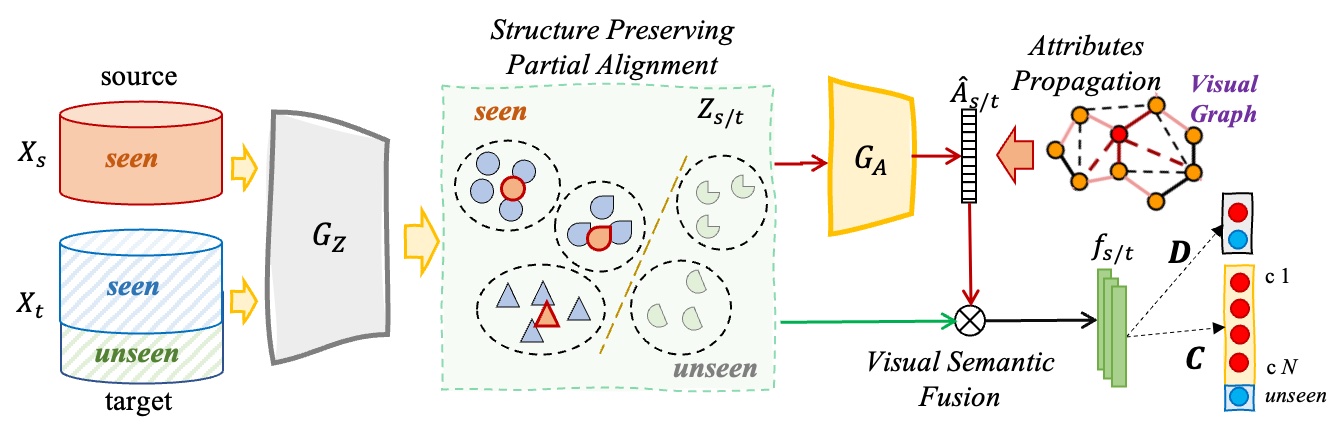 source
X_s
seen
X_t
seen
unseen
target
G_Z
Structure Preserving
Partial Alignment
seen
Z_{s/t}
unseen
G_A
Â_{s/t}
Attributes
Propagation
Visual
Graph
Visual Semantic
Fusion
f_{s/t}
D
C
c 1
c N
unseen